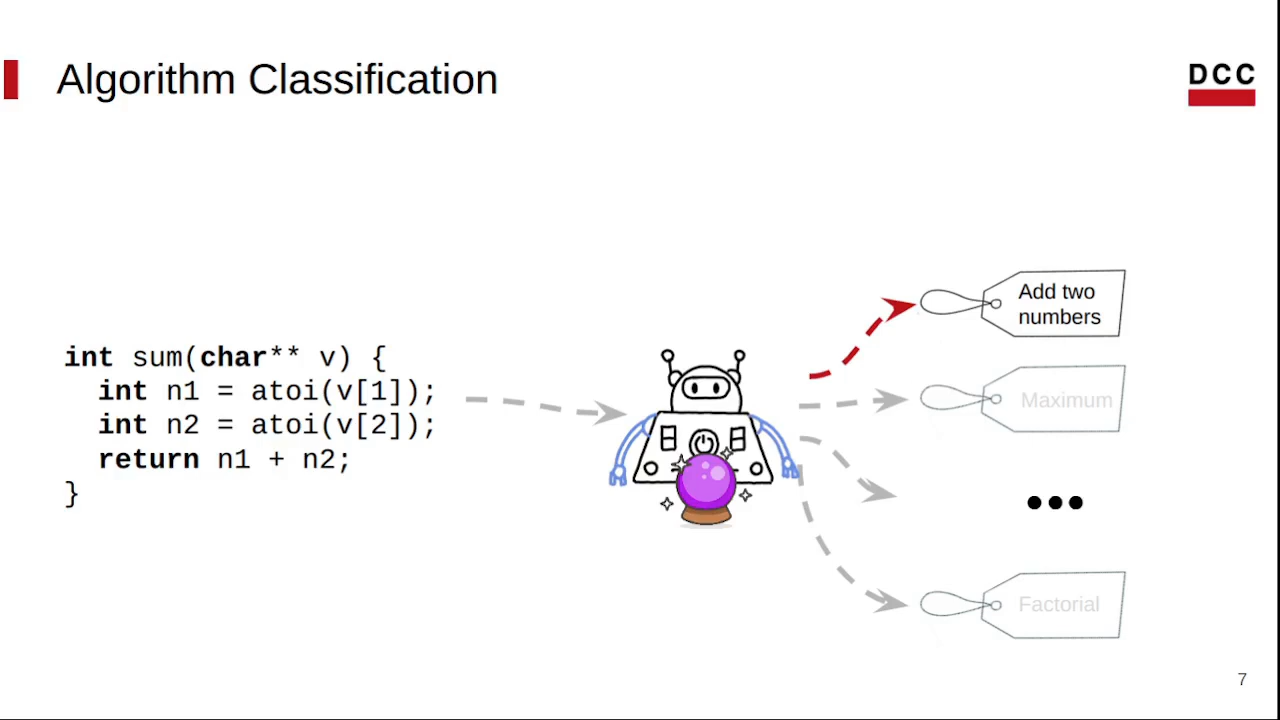 Algorithm Classification
DCC
int sum(char** v) {
  int n1 = atoi(v[1]);
  int n2 = atoi(v[2]);
  return n1 + n2;
}
Add two
numbers
Maximum
•••
Factorial
7